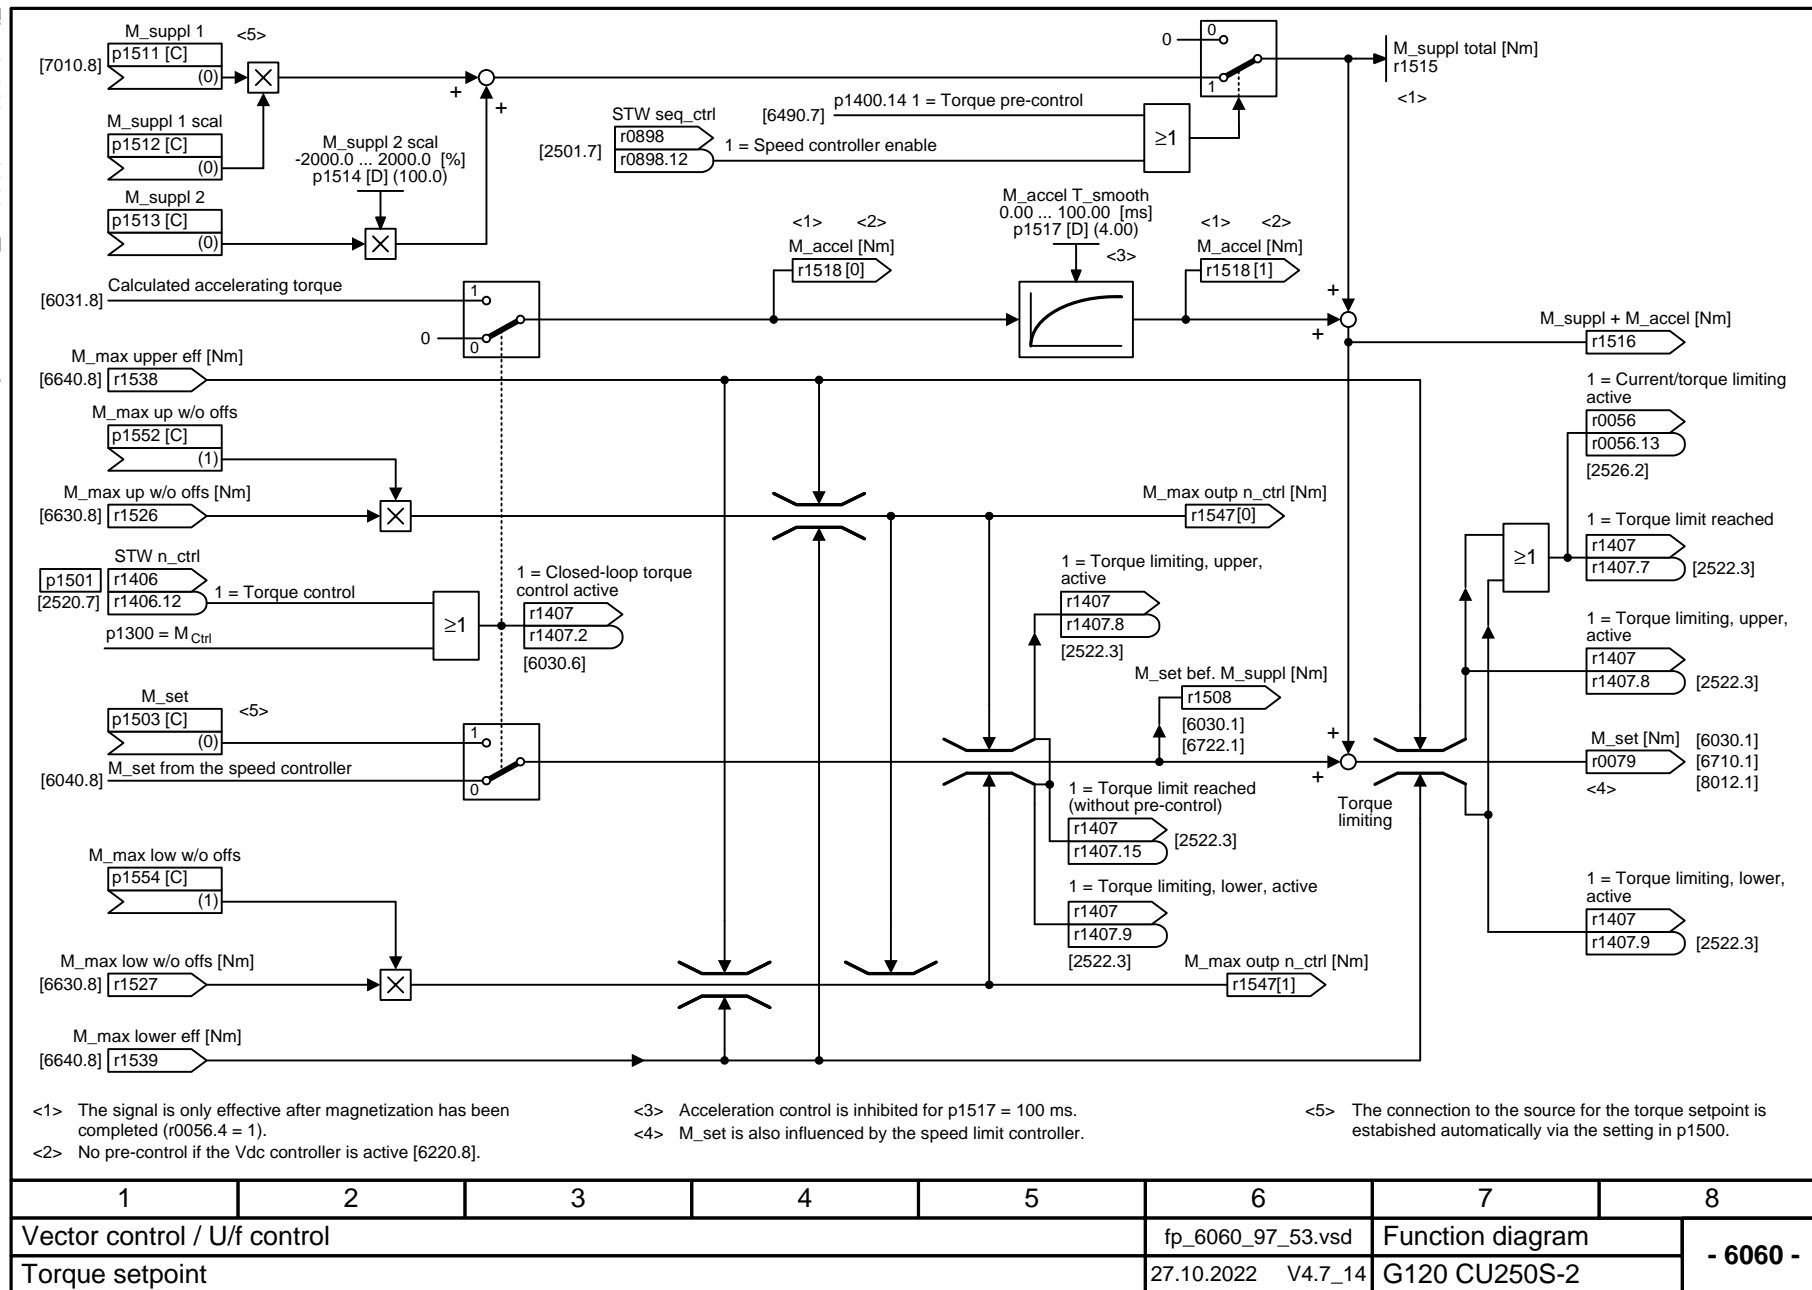 M_suppl 1
<5>
[7010.8]
p1511 [C]
(0)
M_suppl 1 scal
p1512 [C]
(0)
M_suppl 2 scal
-2000.0 ... 2000.0 [%]
p1514 [D] (100.0)
M_suppl 2
p1513 [C]
(0)
+
+
0
0
1
M_suppl total [Nm]
r1515
<1>
p1400.14 1 = Torque pre-control
[6490.7]
STW seq_ctrl
r0898
[2501.7]
r0898.12
1 = Speed controller enable
≥1
M_accel T_smooth
0.00 ... 100.00 [ms]
p1517 [D] (4.00)
<3>
<1> <2>
M_accel [Nm]
r1518 [0]
<1> <2>
M_accel [Nm]
r1518 [1]
[6031.8]
Calculated accelerating torque
1
0
0
+
+
M_suppl + M_accel [Nm]
r1516
M_max upper eff [Nm]
[6640.8] r1538
M_max up w/o offs
p1552 [C]
(1)
M_max up w/o offs [Nm]
[6630.8] r1526
M_max outp n_ctrl [Nm]
r1547[0]
1 = Current/torque limiting
active
r0056
r0056.13
[2526.2]
1 = Torque limit reached
r1407
r1407.7 [2522.3]
≥1
STW n_ctrl
p1501 r1406
[2520.7] r1406.12
1 = Torque control
p1300 = M Ctrl
≥1
1 = Closed-loop torque
control active
r1407
r1407.2
[6030.6]
1 = Torque limiting, upper,
active
r1407
r1407.8
[2522.3]
1 = Torque limiting, upper,
active
r1407
r1407.8 [2522.3]
M_set bef. M_suppl [Nm]
r1508
[6030.1]
[6722.1]
M_set
<5>
p1503 [C]
(0)
[6040.8]
M_set from the speed controller
1
0
+
+
Torque
limiting
M_set [Nm]
r0079
<4>
[6030.1]
[6710.1]
[8012.1]
1 = Torque limit reached
(without pre-control)
r1407
r1407.15
[2522.3]
1 = Torque limiting, lower, active
r1407
r1407.9
[2522.3]
1 = Torque limiting, lower,
active
r1407
r1407.9 [2522.3]
M_max low w/o offs
p1554 [C]
(1)
M_max low w/o offs [Nm]
[6630.8] r1527
M_max outp n_ctrl [Nm]
r1547[1]
M_max lower eff [Nm]
[6640.8] r1539
<1> The signal is only effective after magnetization has been
completed (r0056.4 = 1).
<2> No pre-control if the Vdc controller is active [6220.8].
<3> Acceleration control is inhibited for p1517 = 100 ms.
<4> M_set is also influenced by the speed limit controller.
<5> The connection to the source for the torque setpoint is
estabished automatically via the setting in p1500.
1 2 3 4 5 6 7 8
Vector control / U/f control
fp_6060_97_53.vsd
Function diagram
- 6060 -
Torque setpoint
27.10.2022 V4.7_14
G120 CU250S-2